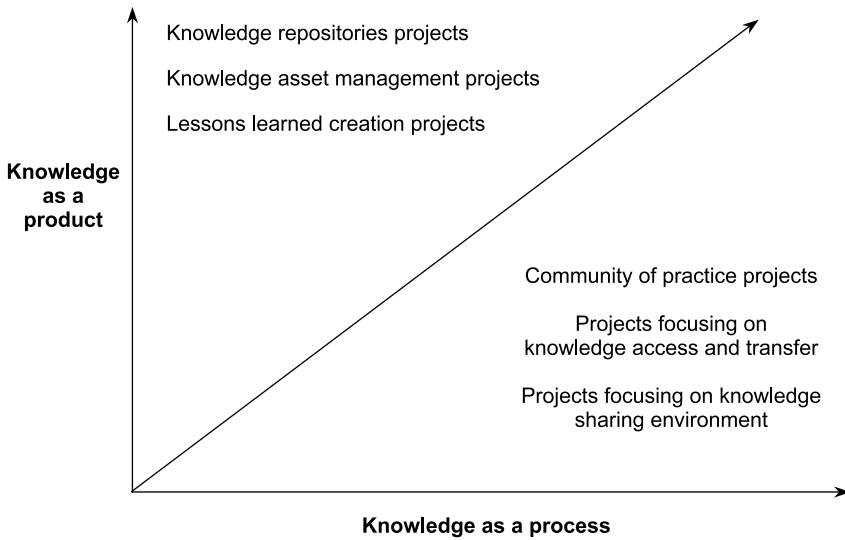 Knowledge repositories projects
Knowledge asset management projects
Lessons learned creation projects
Knowledge
as a
product
Community of practice projects
Projects focusing on
knowledge access and transfer
Projects focusing on knowledge
sharing environment
Knowledge as a process